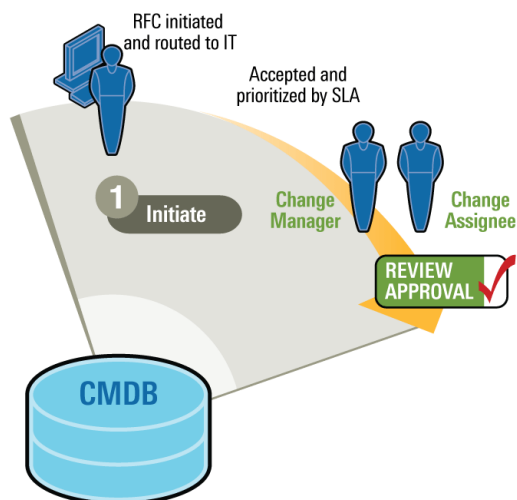 RFC initiated
and routed to IT
Accepted and
prioritized by SLA
1
Initiate
Change
Manager
Change
Assignee
REVIEW
APPROVAL
CMDB